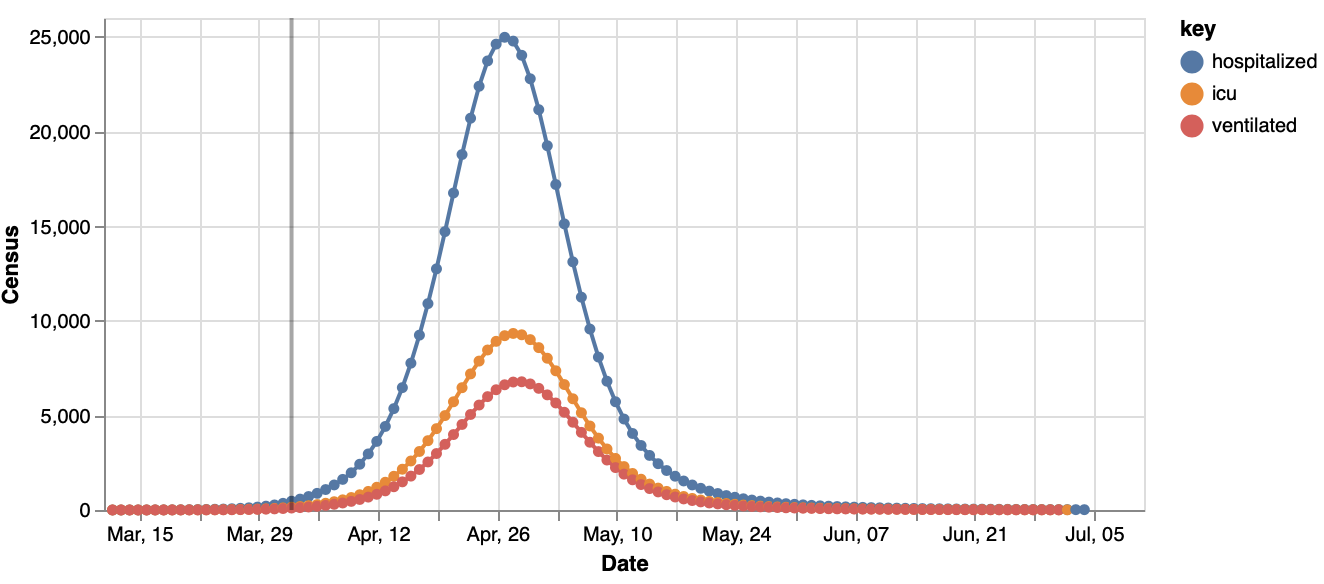 key
hospitalized
icu
ventilated
25,000
20,000
15,000
10,000
5,000
0
Census
Mar, 15 Mar, 29 Apr, 12 Apr, 26 May, 10 May, 24 Jun, 07 Jun, 21 Jul, 05
Date